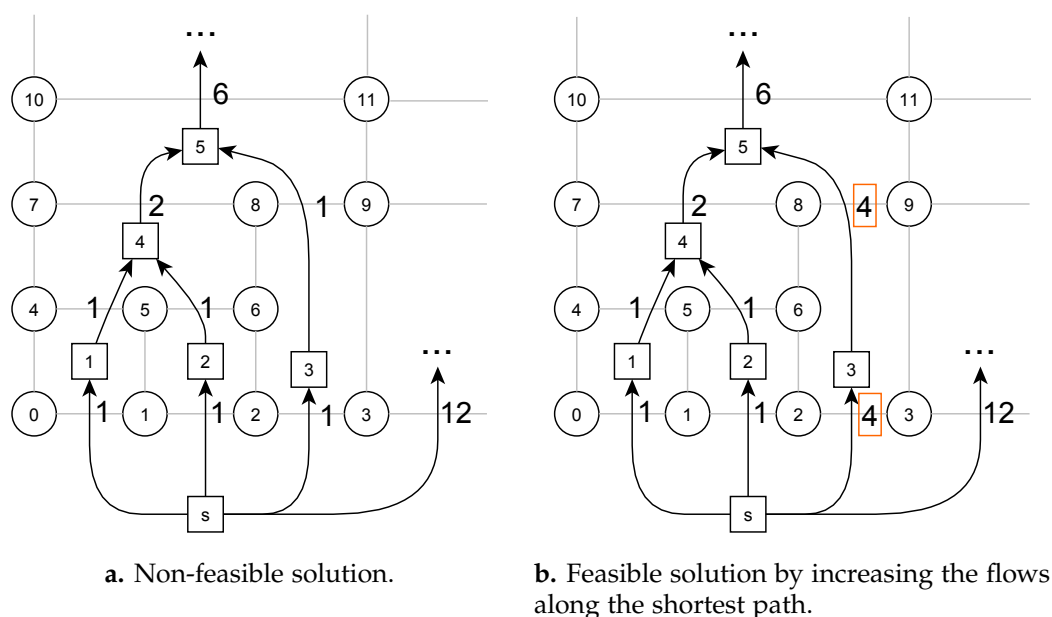 ... ...
10 6 11 10 6 11
5 5
7 2 8 1 9 7 2 8 4 9
4 4
4 1 5 1 6 4 1 5 1 6
... ...
1 2 3 1 2 3
0 1 1 1 2 1 3 12 0 1 1 1 2 4 3 12
s s
a. Non-feasible solution.
b. Feasible solution by increasing the flows
along the shortest path.